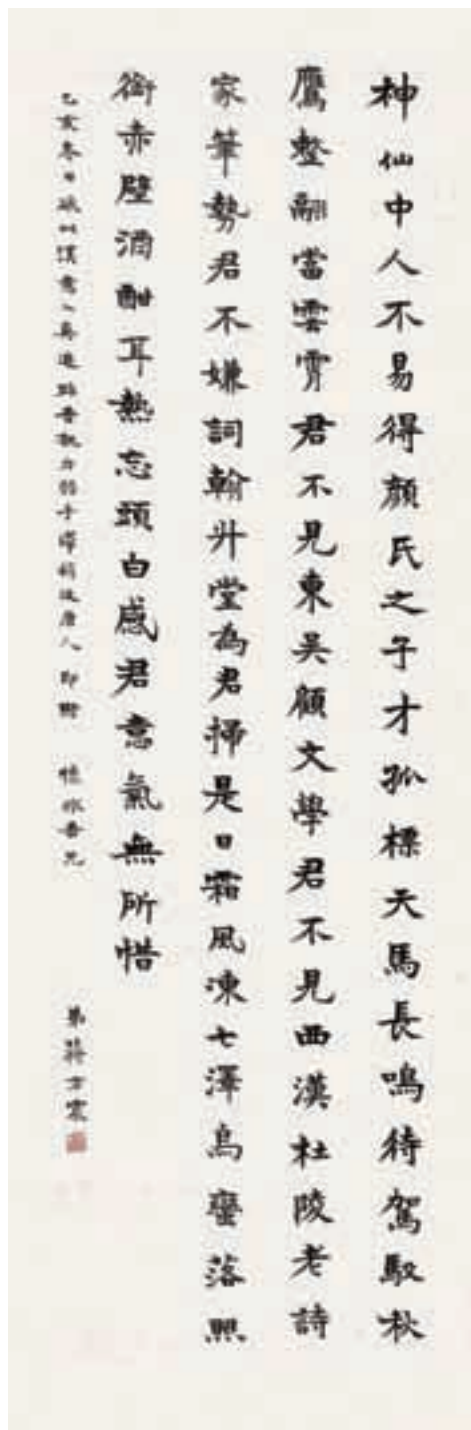 神仙中人不易得顏氏之子才孤標天馬長鳴待駕馭秋
鷹整翮當雲霄君不見東吳顧文學君不見西漢杜陵老詩
家筆勢君不嫌詞翰升堂為君掃是日霜風凍七澤烏蠻落照
銜赤壁酒酣耳熱忘頭白感君意氣無所惜
乙亥冬日 漢 唐人
弟蔣方震